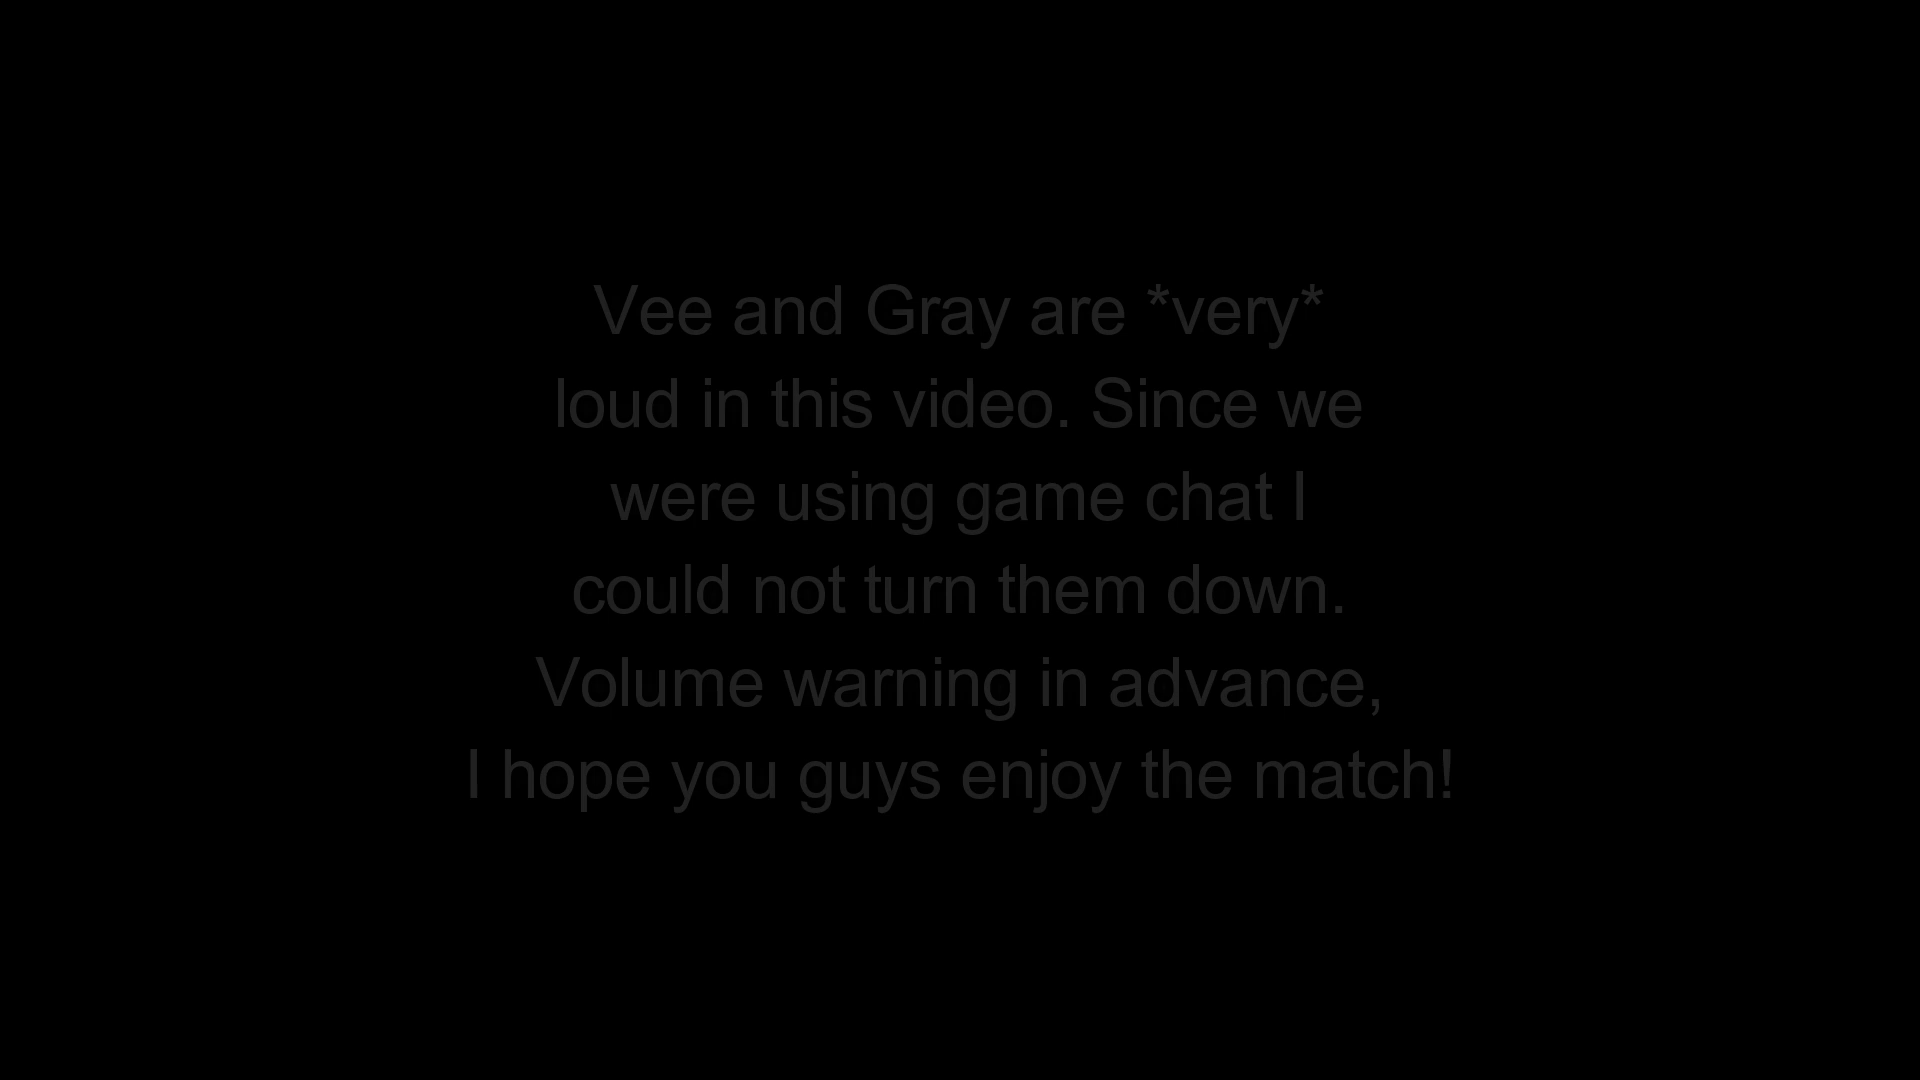 Vee and Gray are *very*
loud in this video. Since we
were using game chat I
could not turn them down.
Volume warning in advance,
I hope you guys enjoy the match!